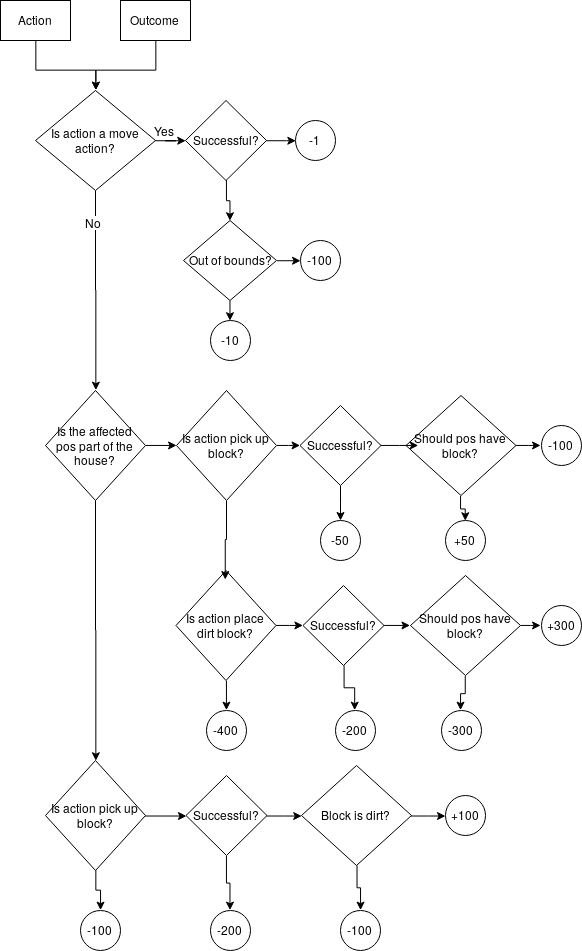 Action
Outcome
Is action a move
action?
Yes
Successful?
-1
No
Out of bounds?
-100
-10
Is the affected
pos part of the
house?
Is action pick up
block?
Successful?
Should pos have
block?
-100
-50
+50
Is action place
dirt block?
Successful?
Should pos have
block?
+300
-400
-200
-300
Is action pick up
block?
Successful?
Block is dirt?
+100
-100
-200
-100